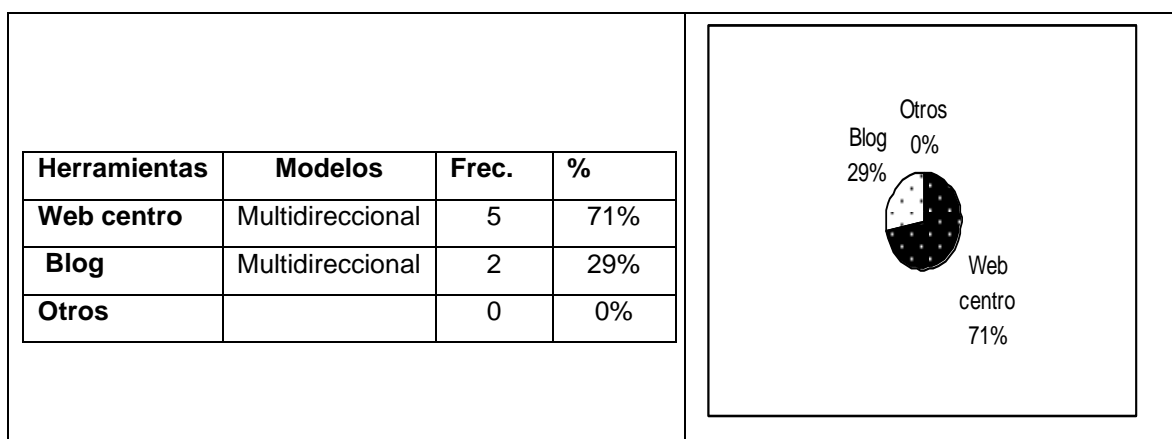 Herramientas Modelos Frec. %
Web centro Multidireccional 5 71%
Blog Multidireccional 2 29%
Otros 0 0%
Otros
0%
Blog
29%
Web
centro
71%